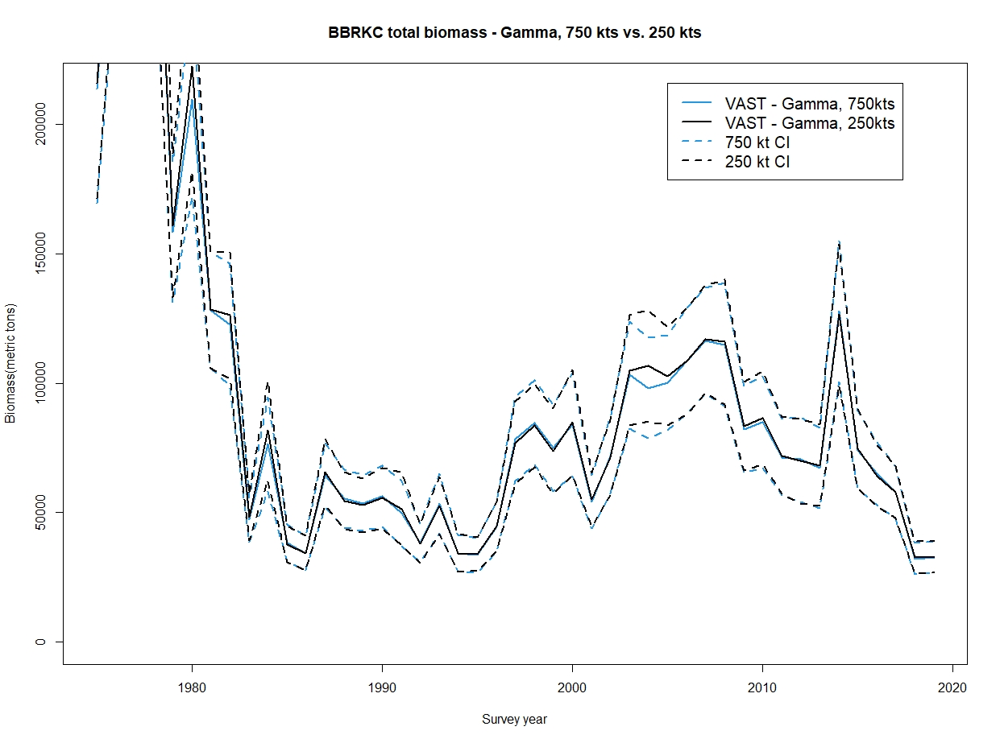 BBRKC total biomass - Gamma, 750 kts vs. 250 kts
VAST - Gamma, 750kts
VAST - Gamma, 250kts
750 kt CI
250 kt CI
Biomass(metric tons)
200000
150000
100000
50000
0
1980
1990
2000
2010
2020
Survey year